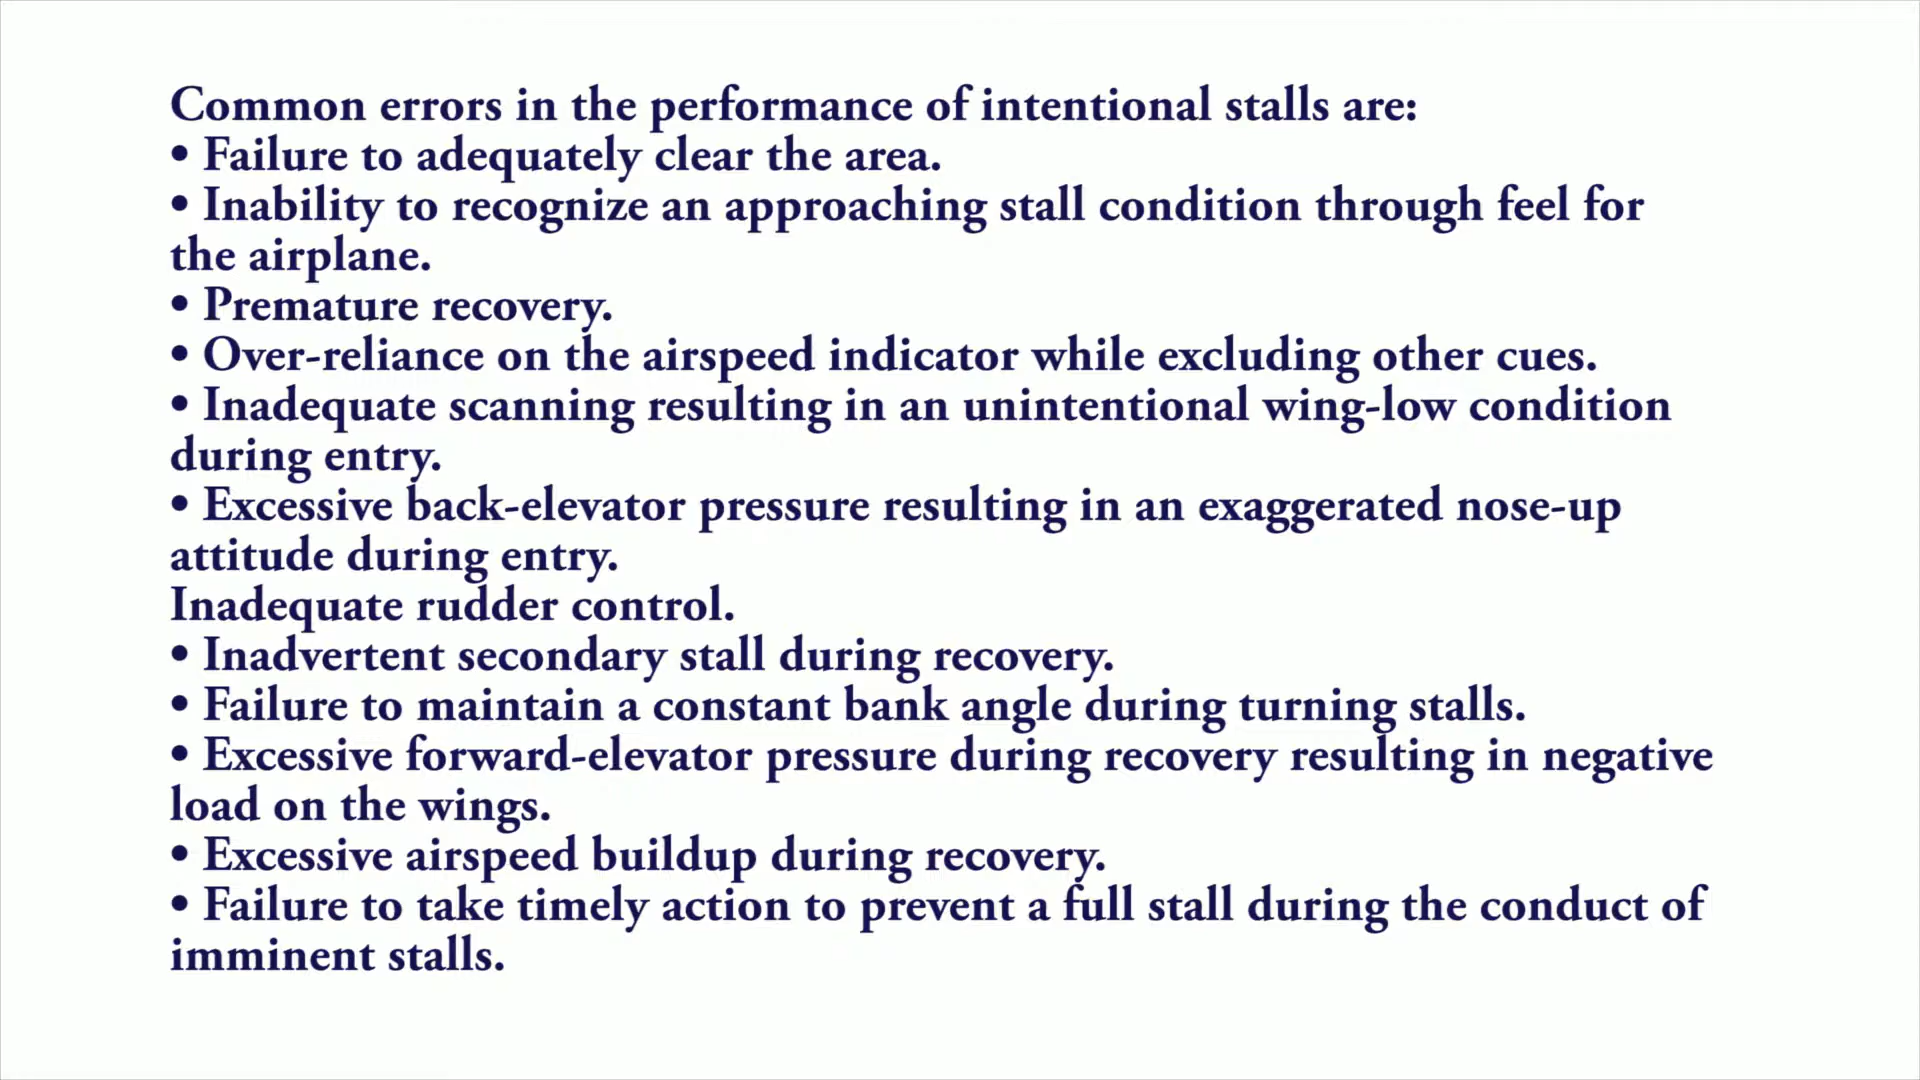 Common errors in the performance of intentional stalls are:
• Failure to adequately clear the area.
• Inability to recognize an approaching stall condition through feel for
the airplane.
• Premature recovery.
• Over-reliance on the airspeed indicator while excluding other cues.
• Inadequate scanning resulting in an unintentional wing-low condition
during entry.
• Excessive back-elevator pressure resulting in an exaggerated nose-up
attitude during entry.
Inadequate rudder control.
• Inadvertent secondary stall during recovery.
• Failure to maintain a constant bank angle during turning stalls.
• Excessive forward-elevator pressure during recovery resulting in negative
load on the wings.
• Excessive airspeed buildup during recovery.
• Failure to take timely action to prevent a full stall during the conduct of
imminent stalls.